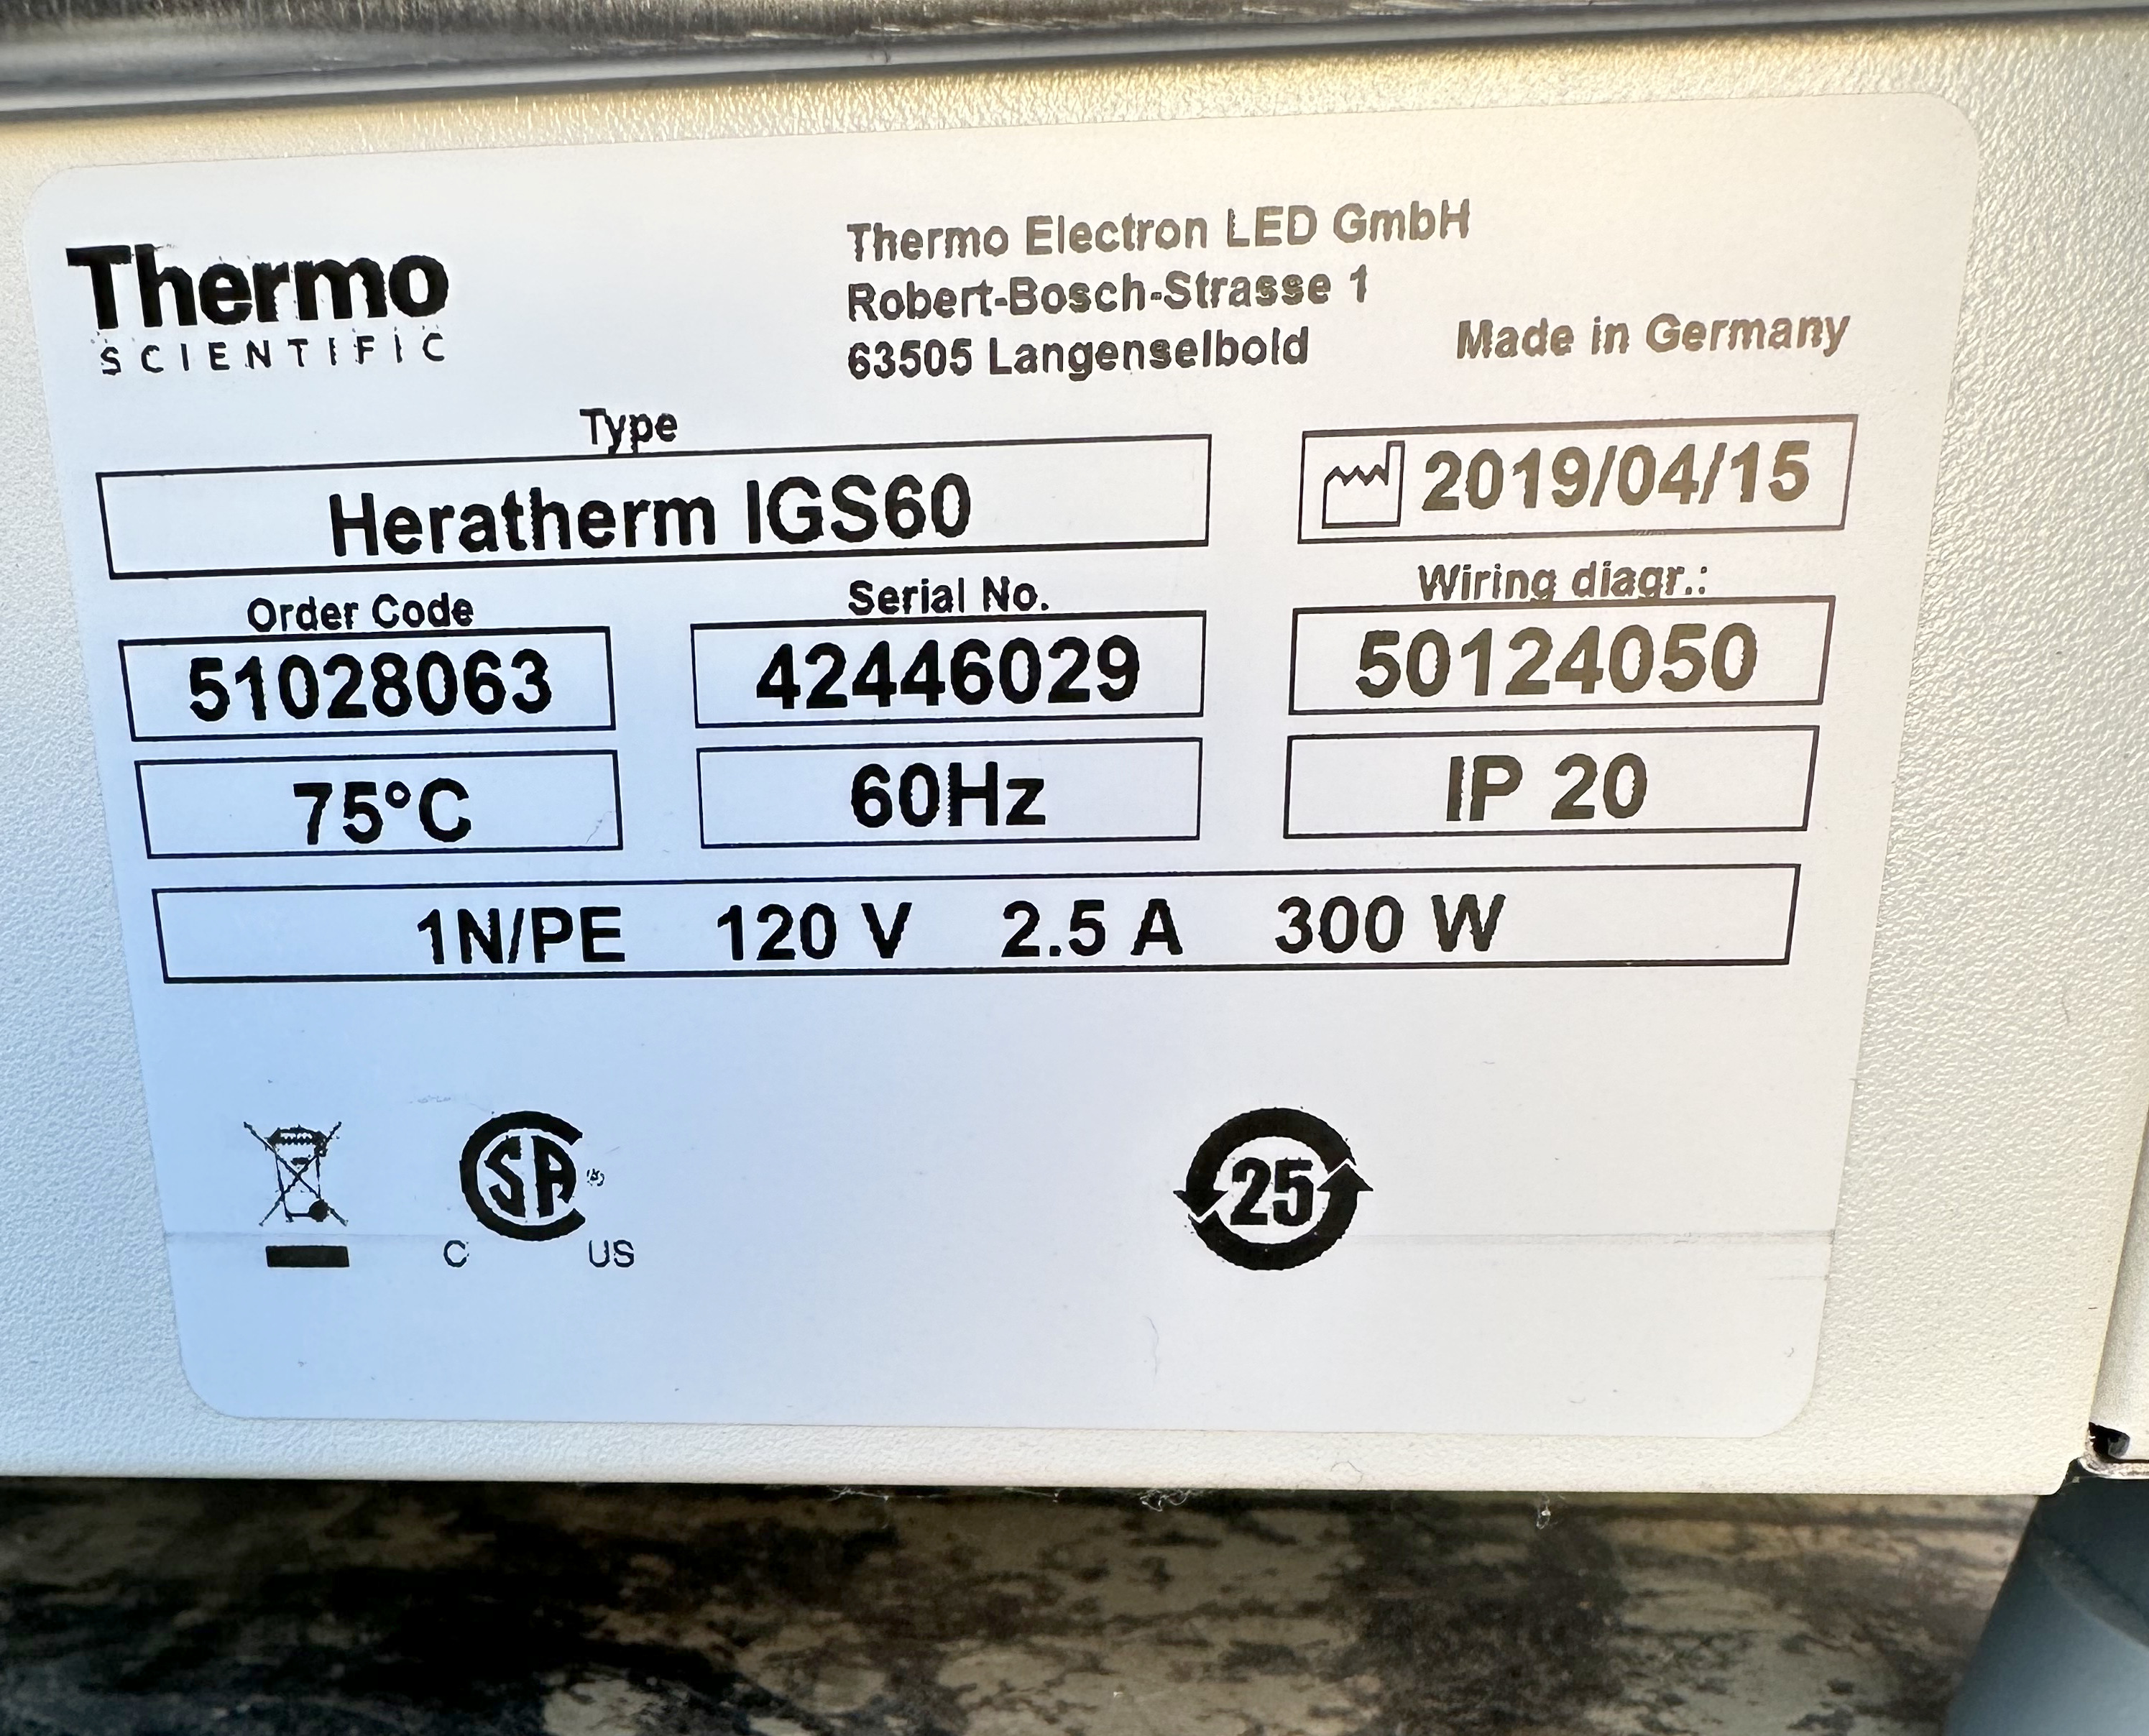 Thermo
SCIENTIFIC
Thermo Electron LED GmbH
Robert-Bosch-Strasse 1
63505 Langenselbold
Made in Germany
Type
Heratherm IGS60
2019/04/15
Order Code
51028063
Serial No.
42446029
Wiring diagr.:
50124050
75°C
60Hz
IP 20
1N/PE 120 V 2.5 A 300 W
CSA ®
C US
25